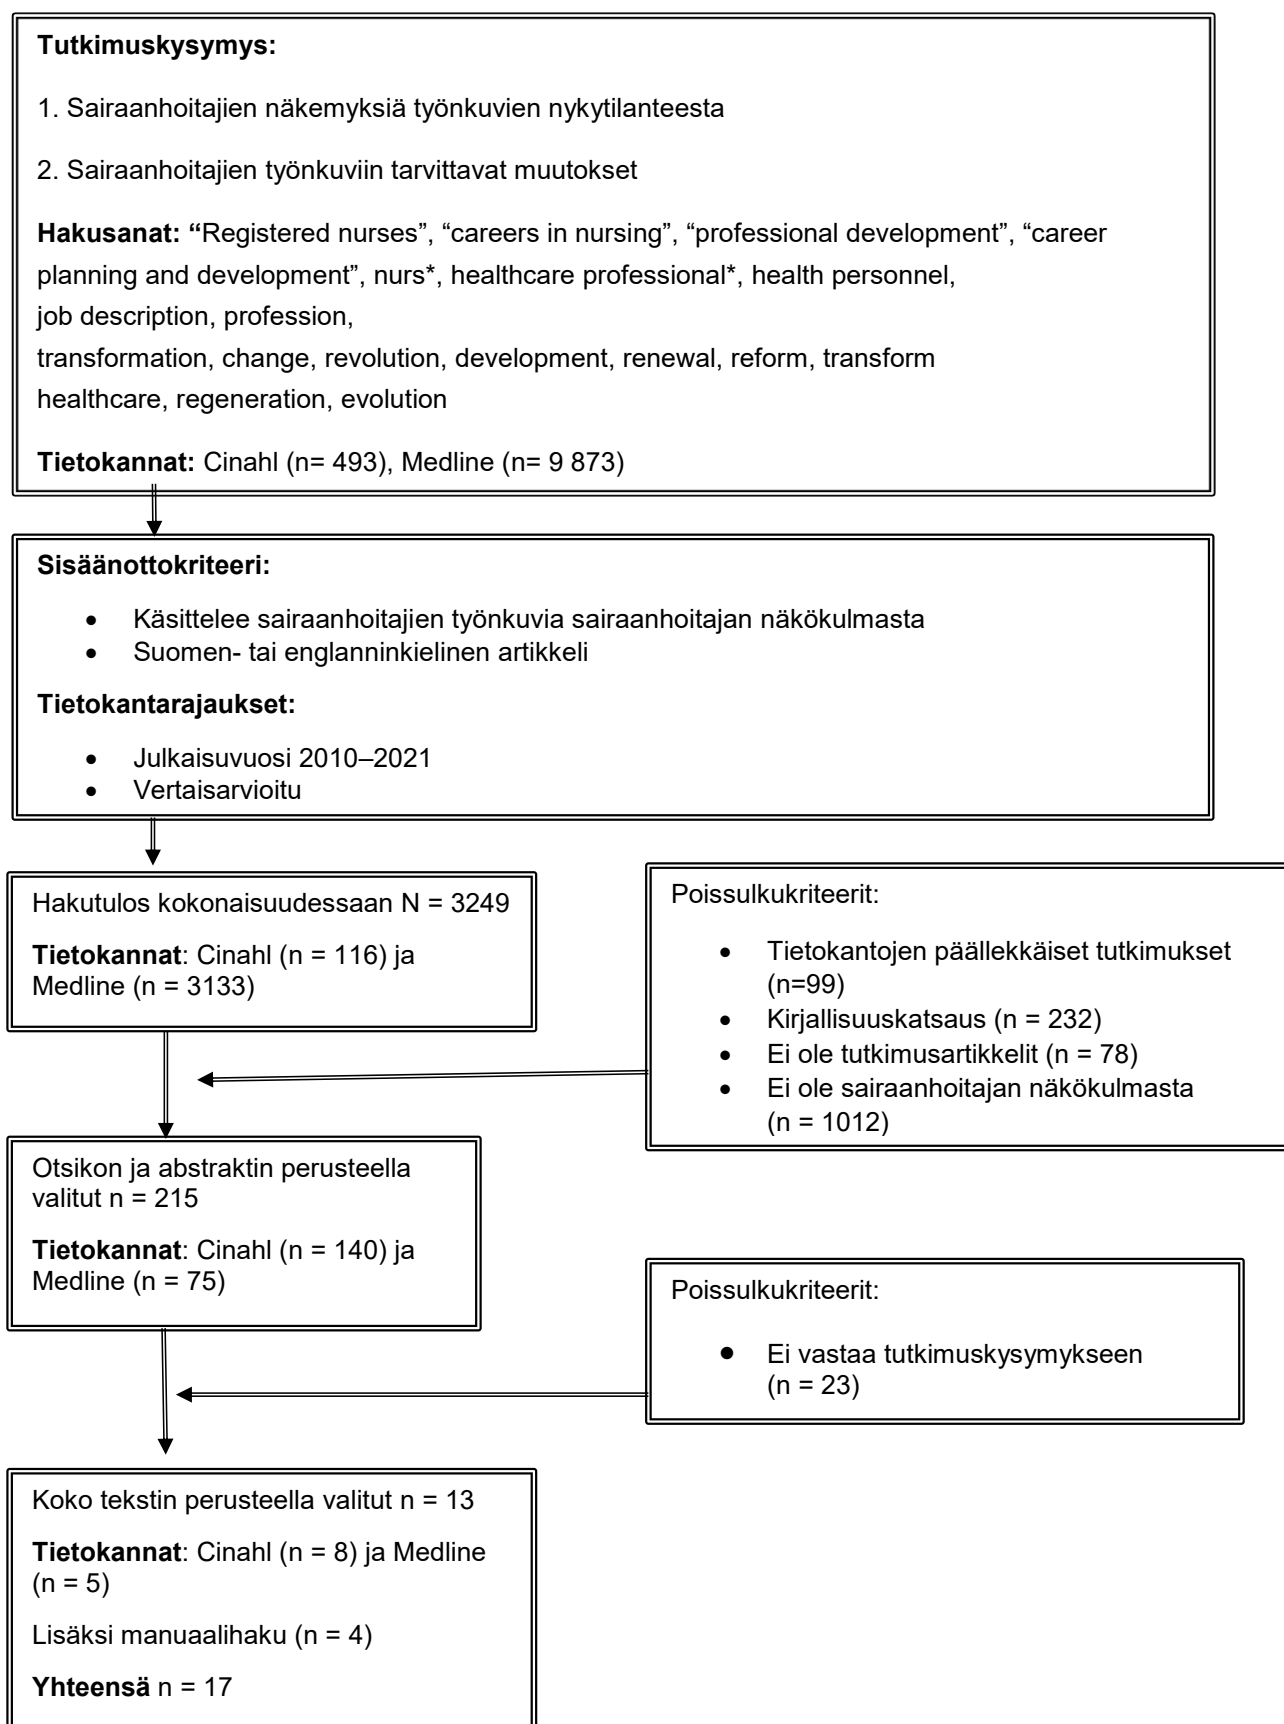 Tutkimuskysymys:
1. Sairaanhoitajien näkemyksiä työnkuvien nykytilanteesta
2. Sairaanhoitajien työnkuviin tarvittavat muutokset
Hakusanat: “Registered nurses”, “careers in nursing”, “professional development”, “career
planning and development”, nurs*, healthcare professional*, health personnel,
job description, profession,
transformation, change, revolution, development, renewal, reform, transform
healthcare, regeneration, evolution
Tietokannat: Cinahl (n= 493), Medline (n= 9 873)
Sisäänottokriteeri:
• Käsittelee sairaanhoitajien työnkuvia sairaanhoitajan näkökulmasta
• Suomen- tai englanninkielinen artikkeli
Tietokantarajaukset:
• Julkaisuvuosi 2010–2021
• Vertaisarvioitu
Hakutulos kokonaisuudessaan N = 3249
Tietokannat: Cinahl (n = 116) ja
Medline (n = 3133)
Poissulkukriteerit:
• Tietokantojen päällekkäiset tutkimukset
(n=99)
• Kirjallisuuskatsaus (n = 232)
• Ei ole tutkimusartikkelit (n = 78)
• Ei ole sairaanhoitajan näkökulmasta
(n = 1012)
Otsikon ja abstraktin perusteella
valitut n = 215
Tietokannat: Cinahl (n = 140) ja
Medline (n = 75)
Poissulkukriteerit:
• Ei vastaa tutkimuskysymykseen
(n = 23)
Koko tekstin perusteella valitut n = 13
Tietokannat: Cinahl (n = 8) ja Medline
(n = 5)
Lisäksi manuaalihaku (n = 4)
Yhteensä n = 17